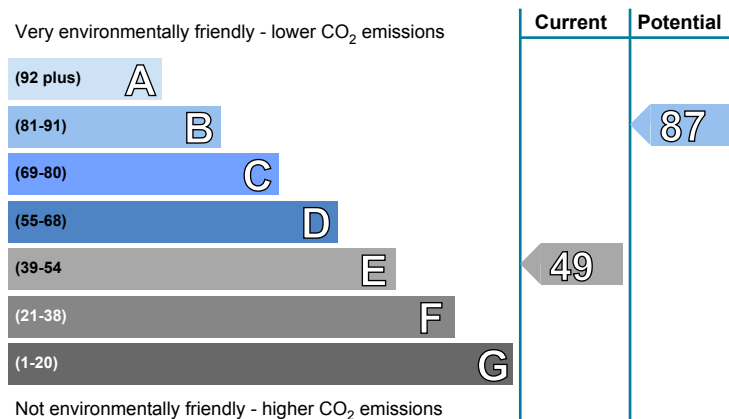 Current Potential
Very environmentally friendly - lower CO₂ emissions
(92 plus) A
(81-91) B
87
(69-80) C
(55-68) D
(39-54 E
49
(21-38) F
(1-20) G
Not environmentally friendly - higher CO₂ emissions